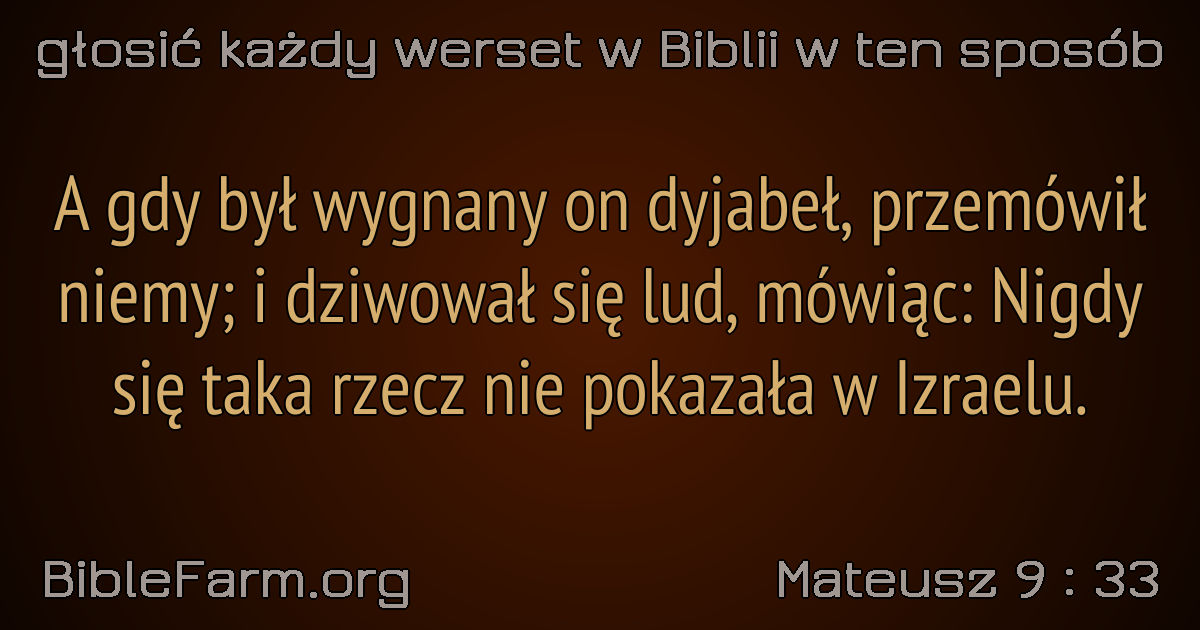 głosić każdy werset w Biblii w ten sposób
A gdy był wygnany on dyjabeł, przemówił
niemy; i dziwował się lud, mówiąc: Nigdy
się taka rzecz nie pokazała w Izraelu.
BibleFarm.org
Mateusz 9 : 33